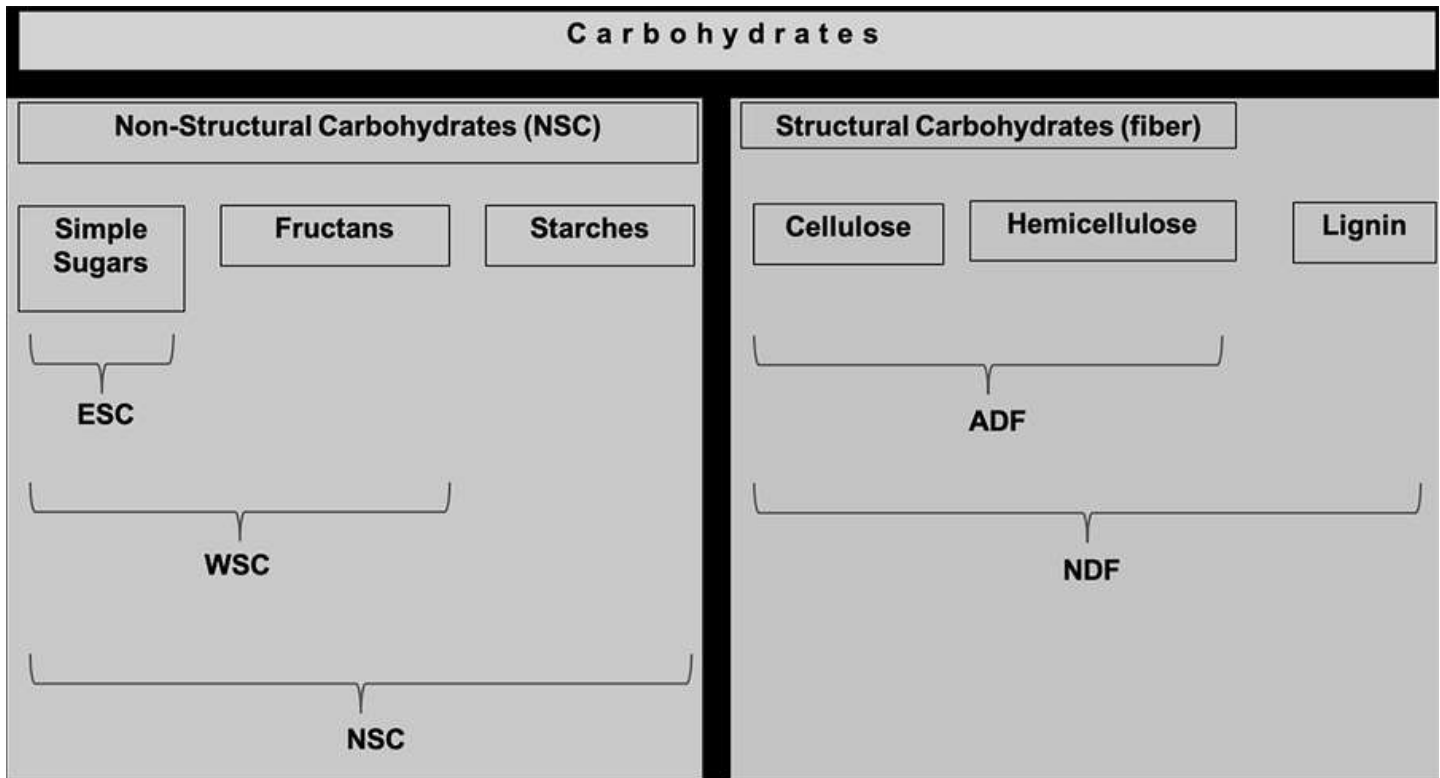 Carbohydrates
Non-Structural Carbohydrates (NSC)
Simple
Sugars
Fructans
Starches
ESC
WSC
NSC
Structural Carbohydrates (fiber)
Cellulose
Hemicellulose
Lignin
ADF
NDF